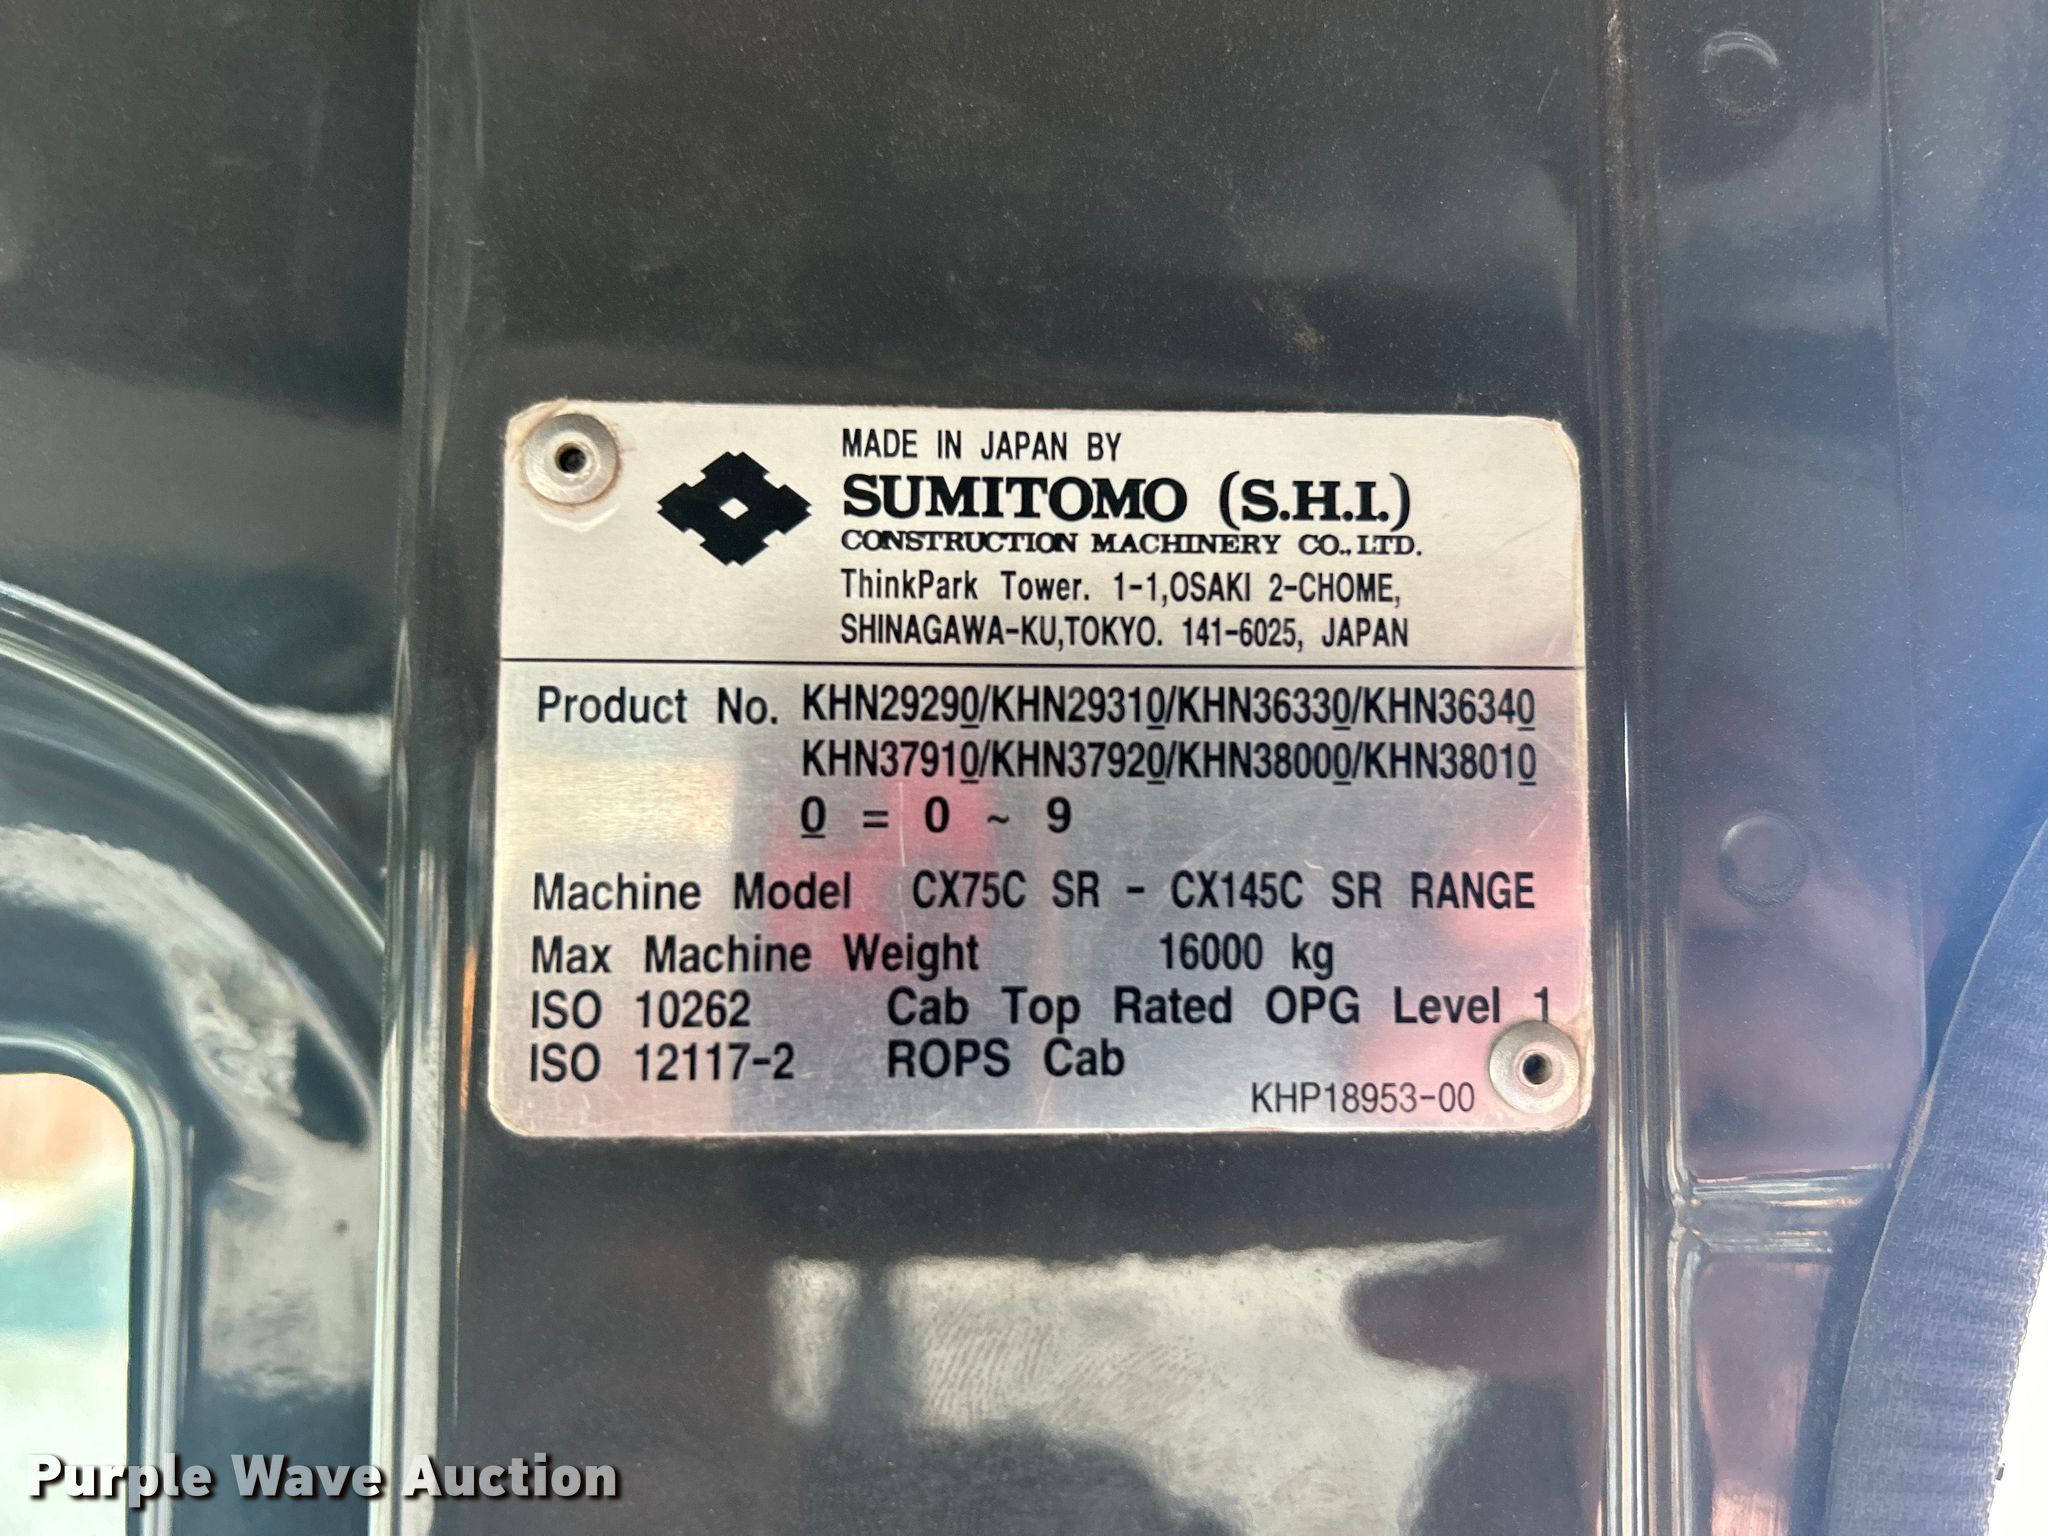 MADE IN JAPAN BY
SUMITOMO (S.H.I.)
CONSTRUCTION MACHINERY CO.,LTD.
ThinkPark Tower. 1-1,OSAKI 2-CHOME,
SHINAGAWA-KU,TOKYO. 141-6025, JAPAN
Product No. KHN29290/KHN29310/KHN36330/KHN36340
KHN37910/KHN37920/KHN38000/KHN38010
0 = 0 ~ 9
Machine Model CX75C SR - CX145C SR RANGE
Max Machine Weight 16000 kg
ISO 10262 Cab Top Rated OPG Level 1
ISO 12117-2 ROPS Cab
KHP18953-00
Purple Wave Auction